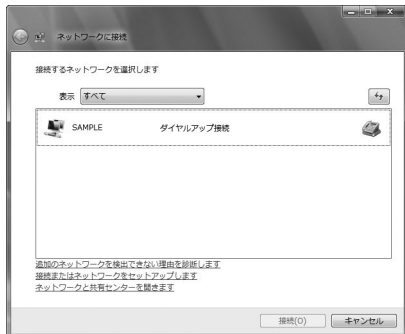 ネットワークに接続
接続するネットワークを選択します
表示 すべて
SAMPLE ダイヤルアップ接続
追加のネットワークを検出できない理由を診断します
接続またはネットワークをセットアップします
ネットワークと共有センターを開きます
接続(O) キャンセル